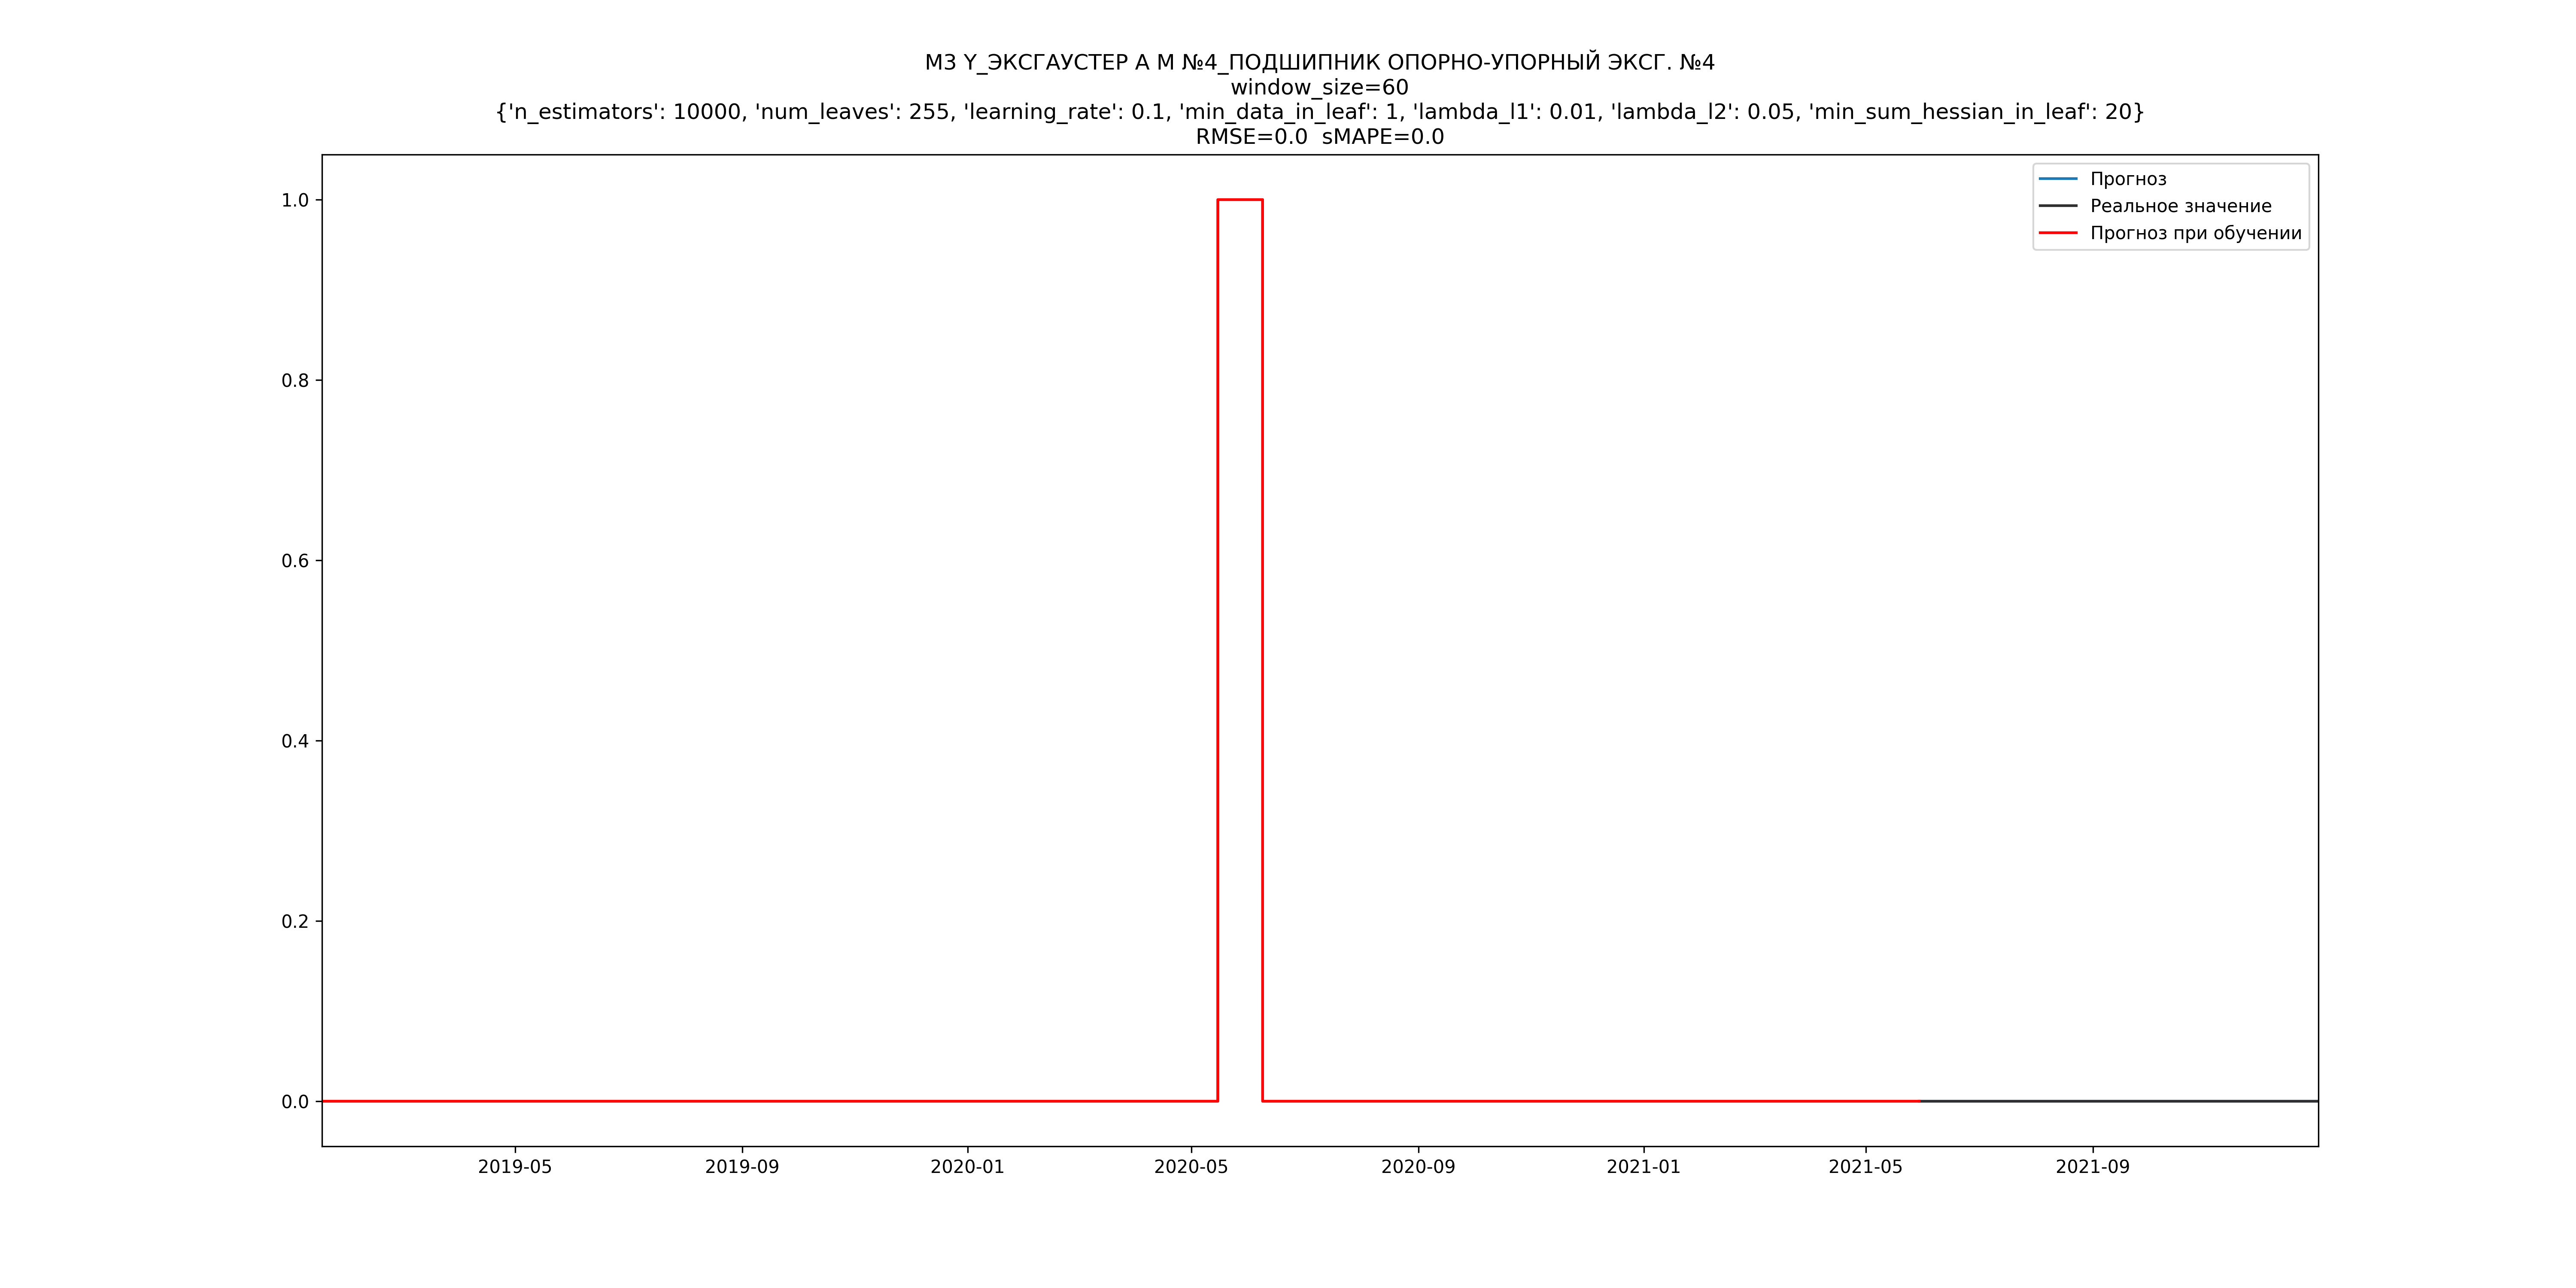 М3 Y_ЭКСГАУСТЕР А М №4_ПОДШИПНИК ОПОРНО-УПОРНЫЙ ЭКСГ. №4
window_size=60
{'n_estimators': 10000, 'num_leaves': 255, 'learning_rate': 0.1, 'min_data_in_leaf': 1, 'lambda_l1': 0.01, 'lambda_l2': 0.05, 'min_sum_hessian_in_leaf': 20}
RMSE=0.0  sMAPE=0.0
Прогноз
Реальное значение
Прогноз при обучении
1.0
0.8
0.6
0.4
0.2
0.0
2019-05
2019-09
2020-01
2020-05
2020-09
2021-01
2021-05
2021-09